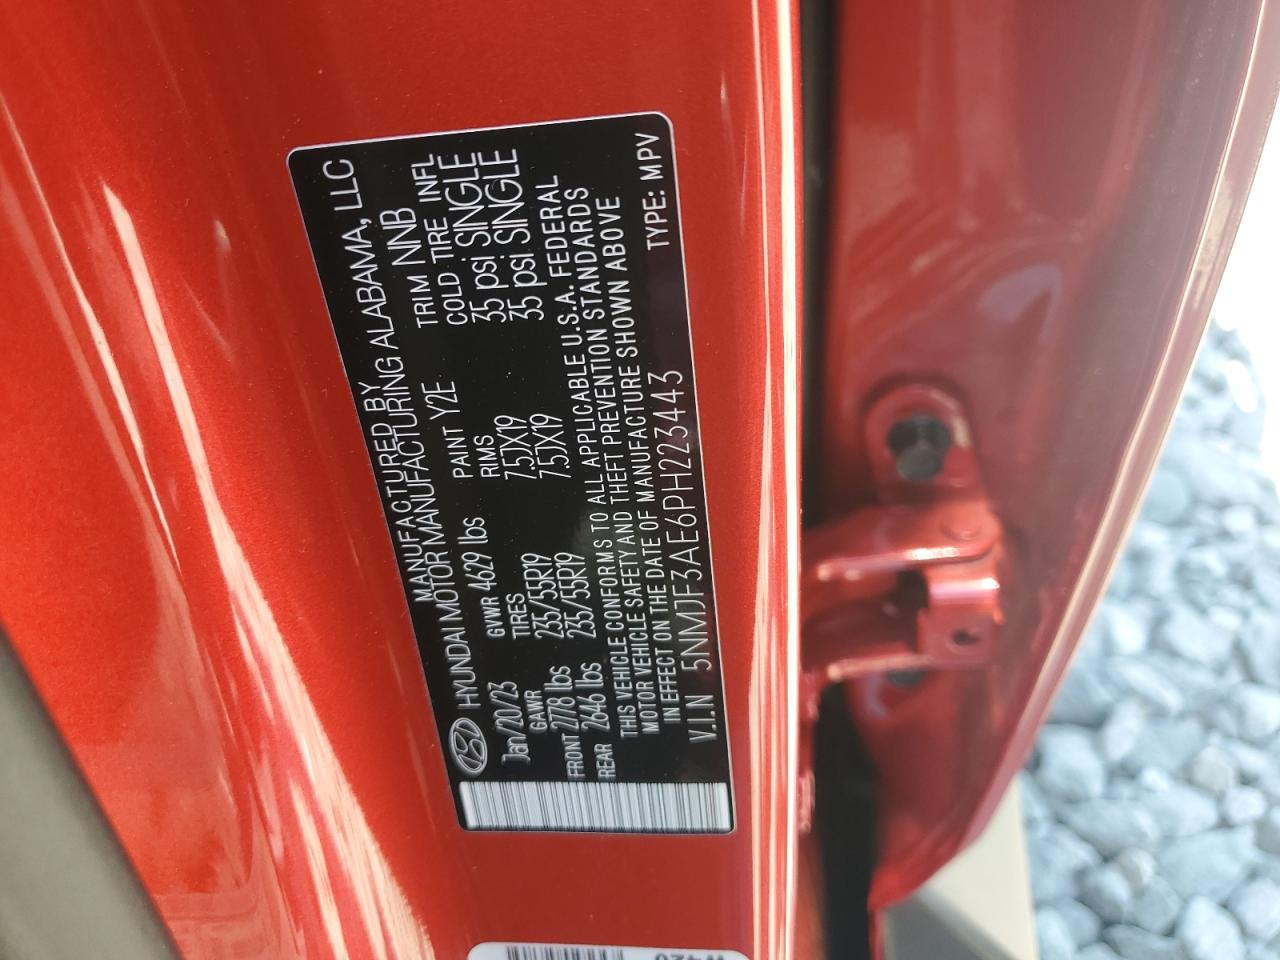 MANUFACTURED BY
HYUNDAI MOTOR MANUFACTURING ALABAMA, LLC
Jan/20/23 GVWR 4629 lbs PAINT Y2E TRIM NNB
GAWR TIRES RIMS COLD TIRE INFL
FRONT 2778 lbs 235/55R19 7.5JX19 35 psi SINGLE
REAR 2646 lbs 235/55R19 7.5JX19 35 psi SINGLE
THIS VEHICLE CONFORMS TO ALL APPLICABLE U.S.A. FEDERAL
MOTOR VEHICLE SAFETY AND THEFT PREVENTION STANDARDS
IN EFFECT ON THE DATE OF MANUFACTURE SHOWN ABOVE
V.I.N 5NMJF3AE6PH223443 TYPE: MPV